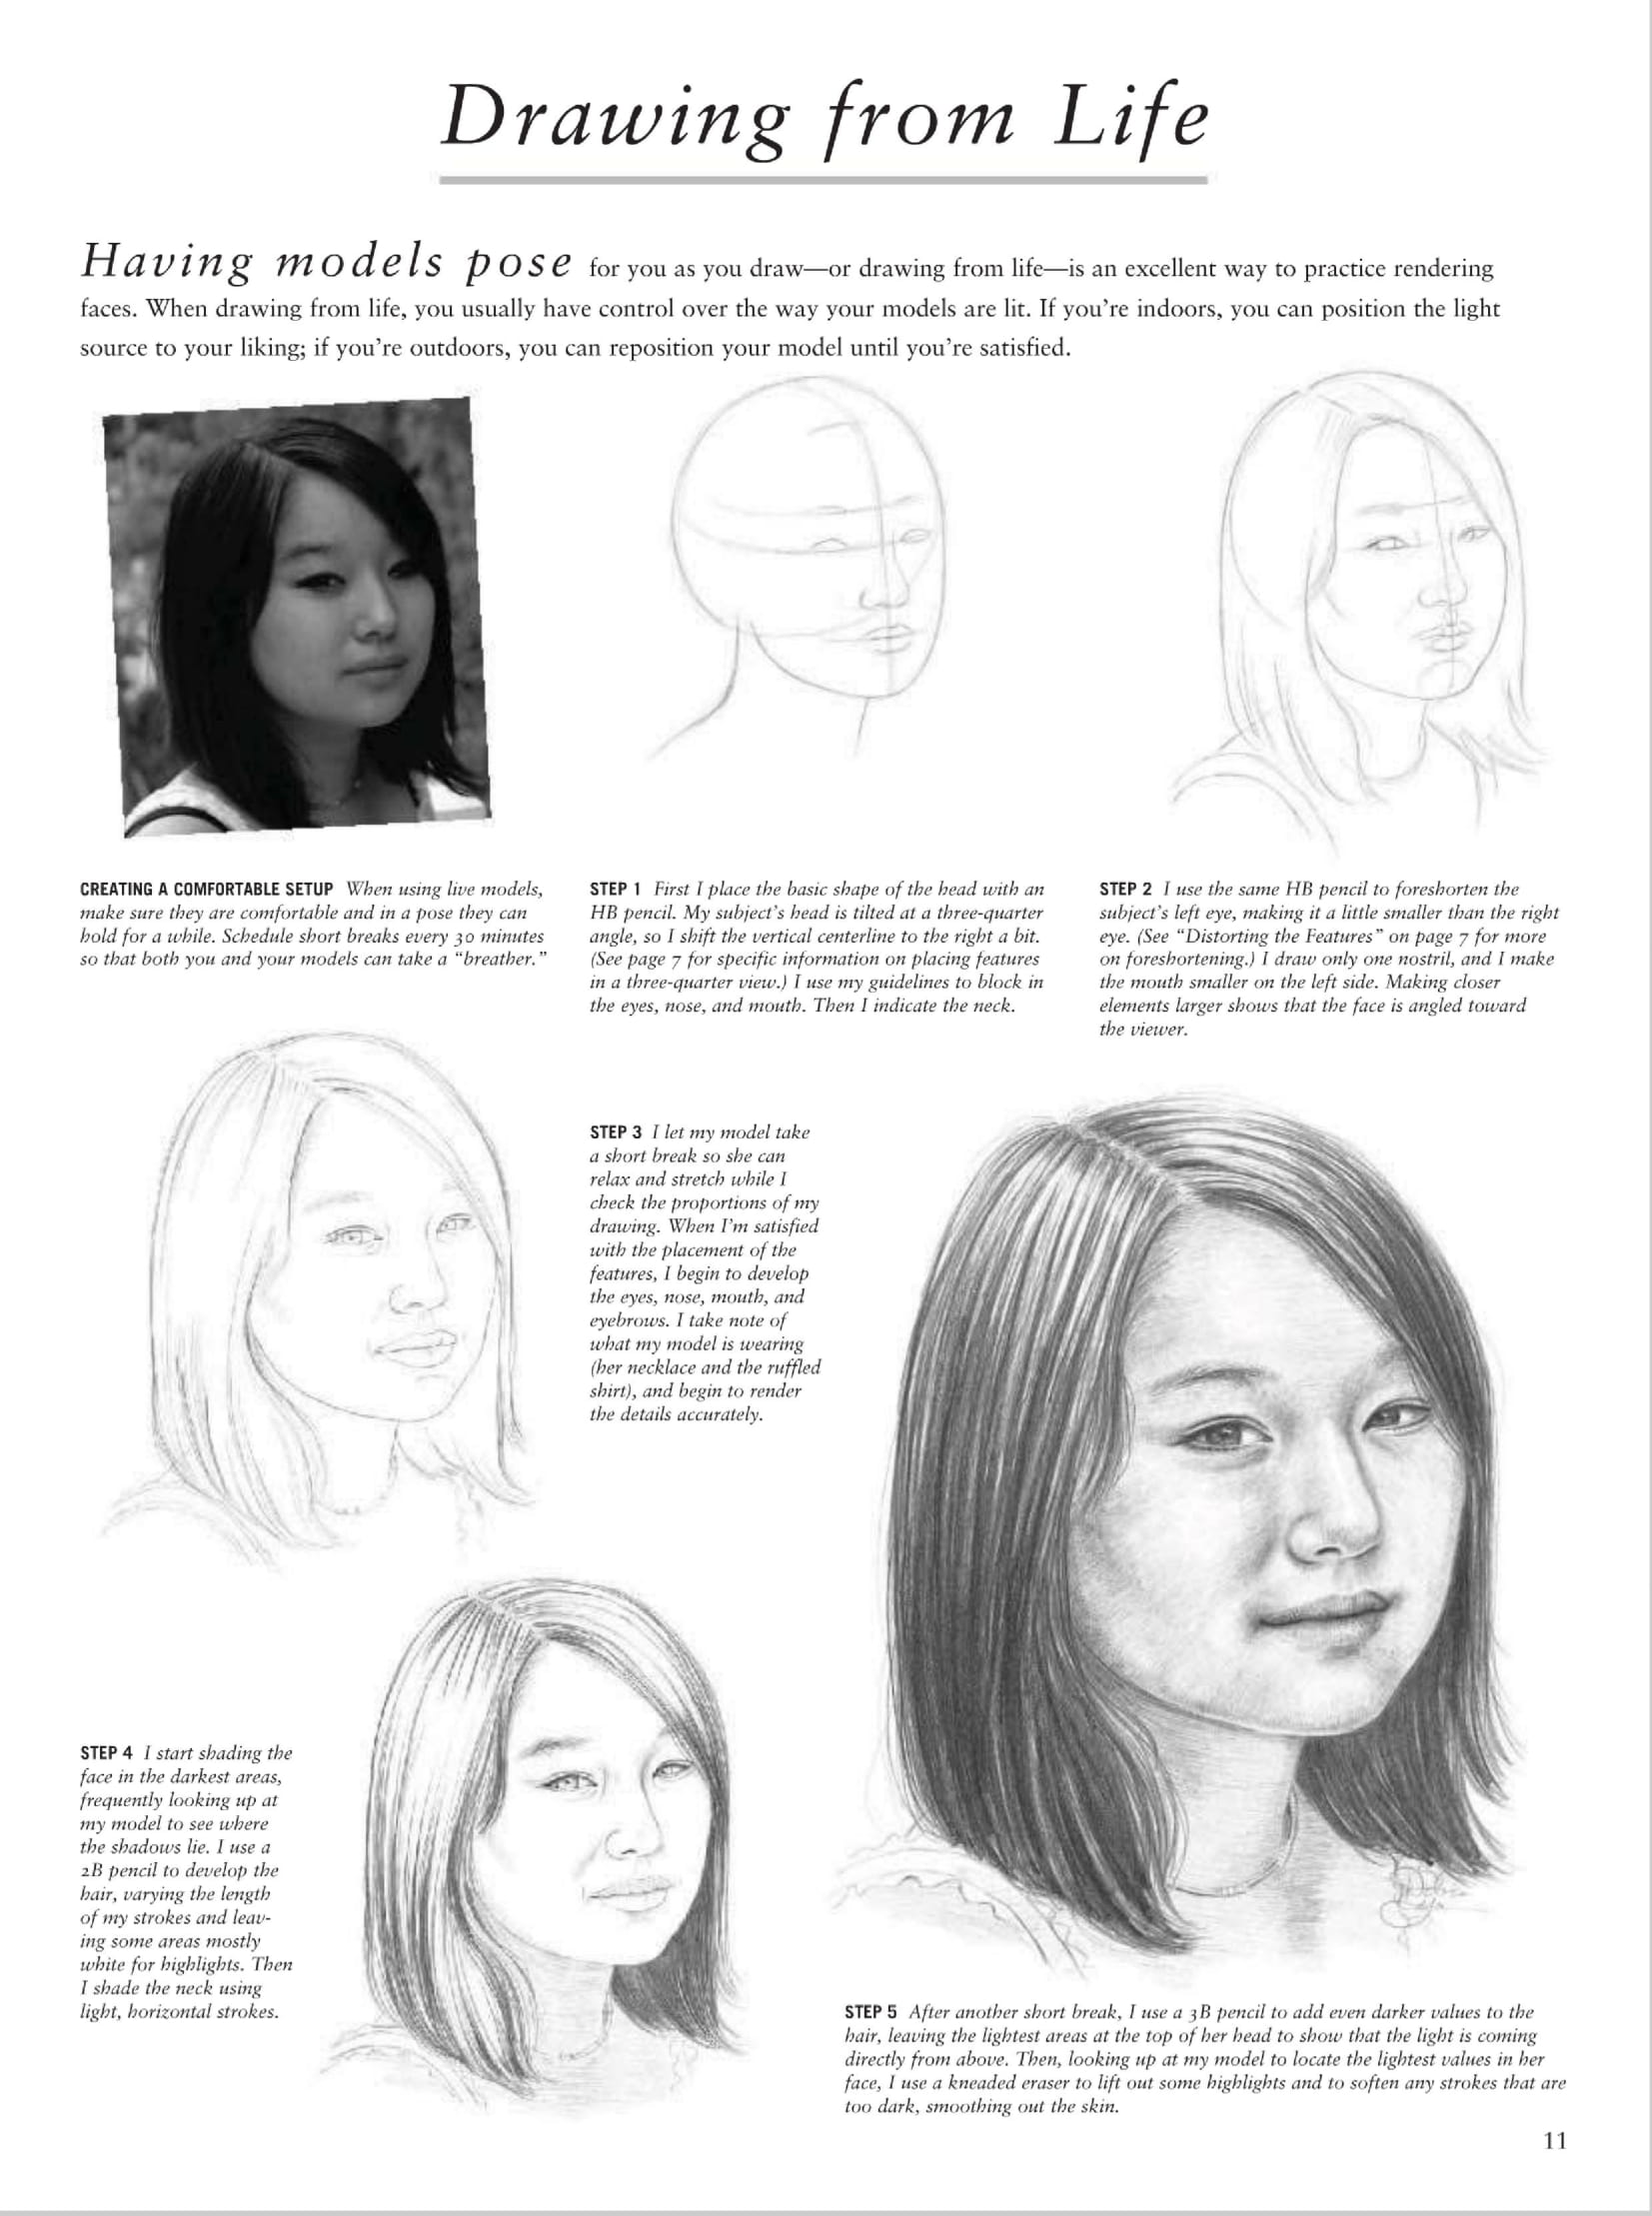 Drawing from Life
Having models pose for you as you draw—or drawing from life—is an excellent way to practice rendering
faces. When drawing from life, you usually have control over the way your models are lit. If you’re indoors, you can position the light
source to your liking; if you’re outdoors, you can reposition your model until you’re satisfied.
CREATING A COMFORTABLE SETUP When using live models,
make sure they are comfortable and in a pose they can
hold for a while. Schedule short breaks every 30 minutes
so that both you and your models can take a “breather.”
STEP 1 First I place the basic shape of the head with an
HB pencil. My subject’s head is tilted at a three-quarter
angle, so I shift the vertical centerline to the right a bit.
(See page 7 for specific information on placing features
in a three-quarter view.) I use my guidelines to block in
the eyes, nose, and mouth. Then I indicate the neck.
STEP 2 I use the same HB pencil to foreshorten the
subject’s left eye, making it a little smaller than the right
eye. (See “Distorting the Features” on page 7 for more
on foreshortening.) I draw only one nostril, and I make
the mouth smaller on the left side. Making closer
elements larger shows that the face is angled toward
the viewer.
STEP 3 I let my model take
a short break so she can
relax and stretch while I
check the proportions of my
drawing. When I’m satisfied
with the placement of the
features, I begin to develop
the eyes, nose, mouth, and
eyebrows. I take note of
what my model is wearing
(her necklace and the ruffled
shirt), and begin to render
the details accurately.
STEP 4 I start shading the
face in the darkest areas,
frequently looking up at
my model to see where
the shadows lie. I use a
2B pencil to develop the
hair, varying the length
of my strokes and leav-
ing some areas mostly
white for highlights. Then
I shade the neck using
light, horizontal strokes.
STEP 5 After another short break, I use a 3B pencil to add even darker values to the
hair, leaving the lightest areas at the top of her head to show that the light is coming
directly from above. Then, looking up at my model to locate the lightest values in her
face, I use a kneaded eraser to lift out some highlights and to soften any strokes that are
too dark, smoothing out the skin.
11